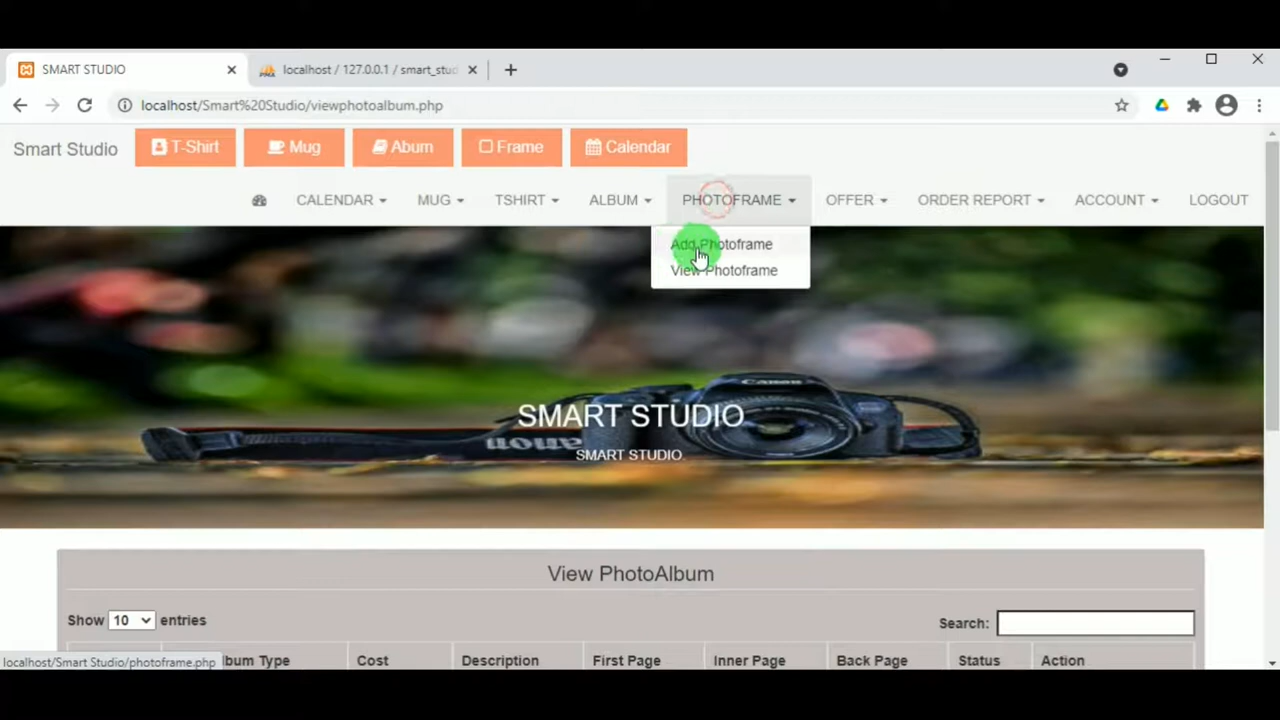 SMART STUDIO
localhost / 127.0.0.1 / smart_stud
localhost/Smart%20Studio/viewphotoalbum.php
Smart Studio
T-Shirt
Mug
Abum
Frame
Calendar
CALENDAR
MUG
TSHIRT
ALBUM
PHOTOFRAME
OFFER
ORDER REPORT
ACCOUNT
LOGOUT
Add Photoframe
View Photoframe
Canon
SMART STUDIO
SMART STUDIO
View PhotoAlbum
Show 10 entries
Search:
bum Type
Cost
Description
First Page
Inner Page
Back Page
Status
Action
localhost/Smart Studio/photoframe.php